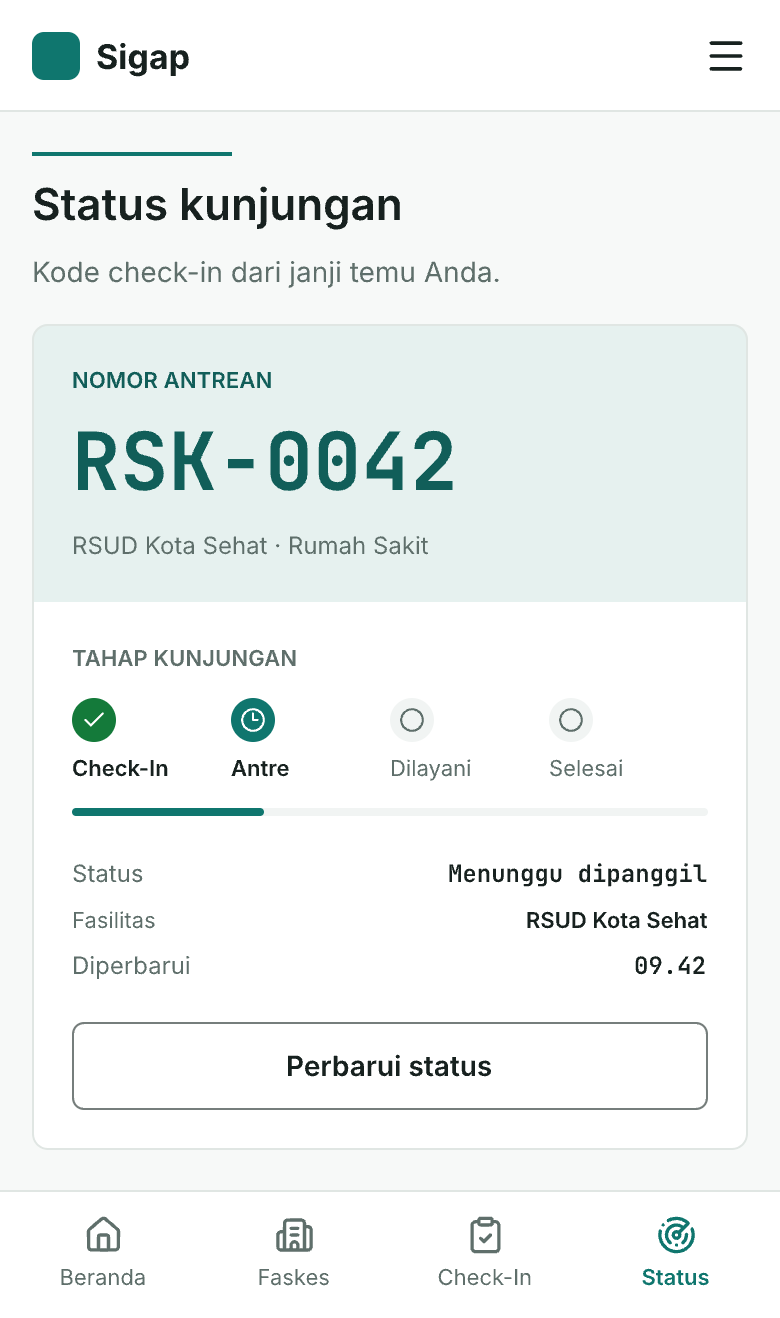 Sigap
Status kunjungan
Kode check-in dari janji temu Anda.
NOMOR ANTREAN
RSK-0042
RSUD Kota Sehat · Rumah Sakit
TAHAP KUNJUNGAN
Check-In Antre Dilayani Selesai
Status Menunggu dipanggil
Fasilitas RSUD Kota Sehat
Diperbarui 09.42
Perbarui status
Beranda Faskes Check-In Status